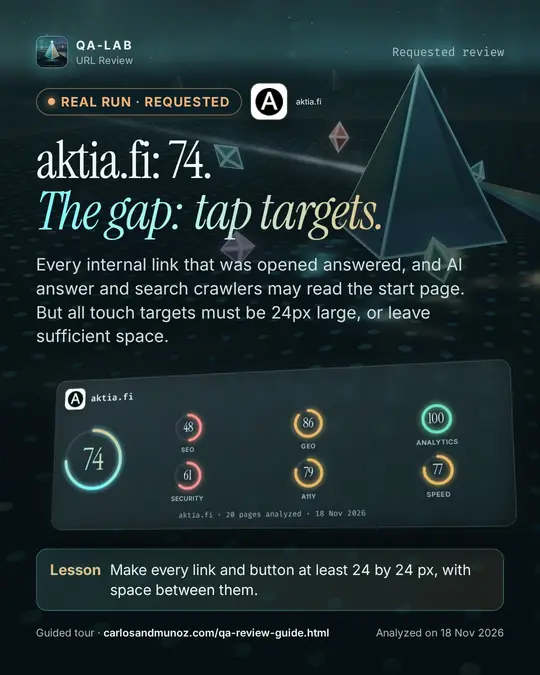 QA-LAB
URL Review
Requested review
REAL RUN · REQUESTED
A
aktia.fi
aktia.fi: 74.
The gap: tap targets.
Every internal link that was opened answered, and AI
answer and search crawlers may read the start page.
But all touch targets must be 24px large, or leave
sufficient space.
A
aktia.fi
74
48
SEO
86
GEO
100
ANALYTICS
61
SECURITY
79
A11Y
77
SPEED
aktia.fi · 20 pages analyzed · 18 Nov 2026
Lesson Make every link and button at least 24 by 24 px, with
space between them.
Guided tour · carlosandmunoz.com/qa-review-guide.html
Analyzed on 18 Nov 2026